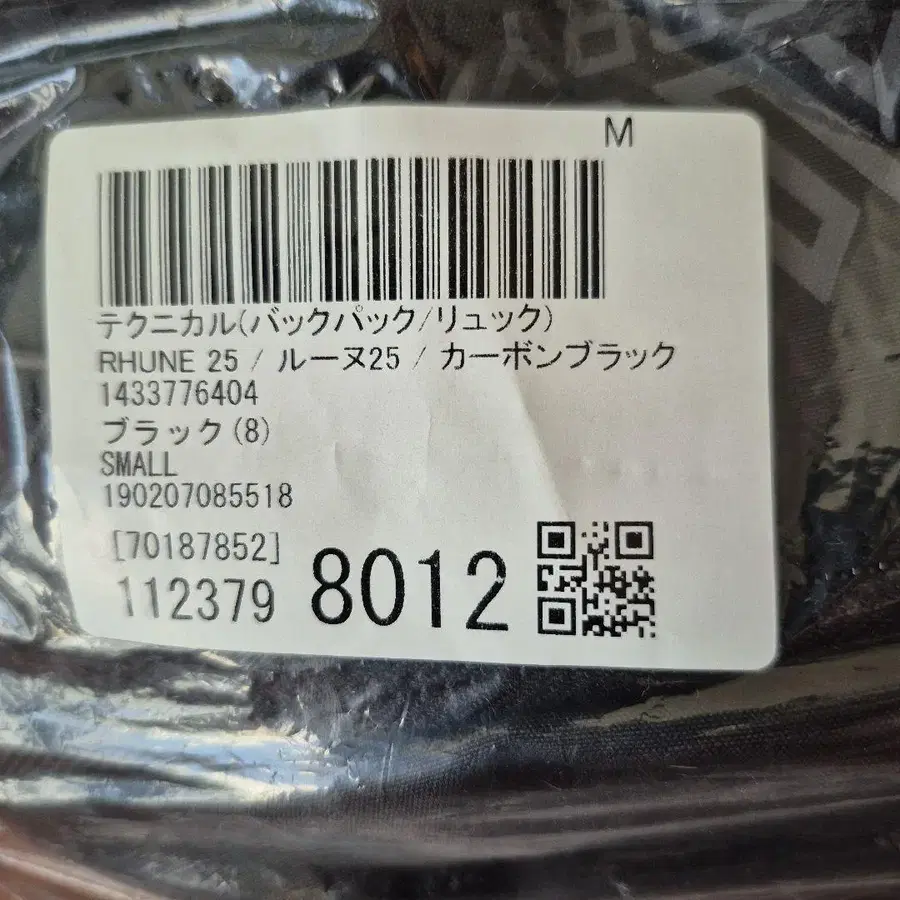 M
テクニカル(バックパック/リュック)
RHUNE 25 / ルーヌ25 / カーボンブラック
1433776404
ブラック(8)
SMALL
190207085518
[70187852]
112379 8012